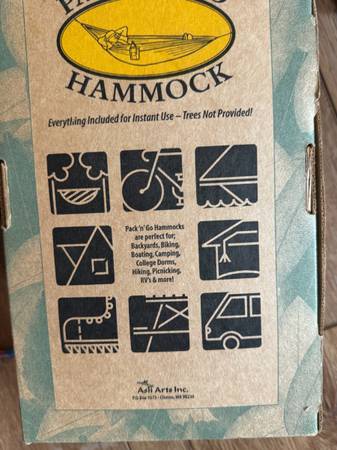 HAMMOCK
Everything Included for Instant Use – Trees Not Provided!
Pack 'n' Go Hammocks
are perfect for;
Backyards, Biking,
Boating, Camping,
College Dorms,
Hiking, Picnicking,
RV's & more!
Asli Arts Inc.